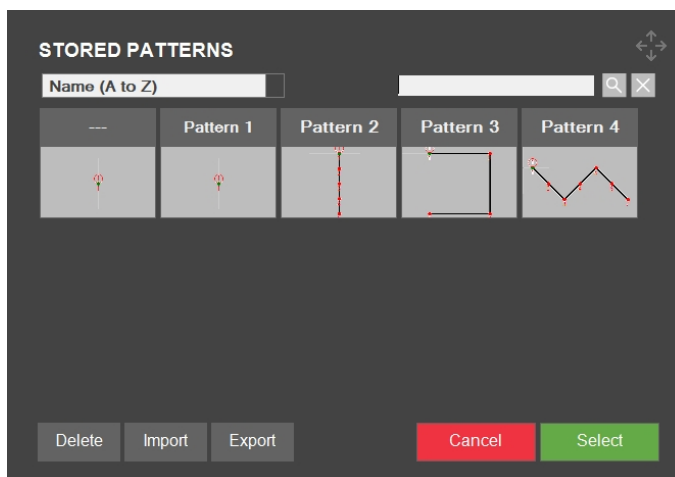 STORED PATTERNS
Name (A to Z)
---
Pattern 1
Pattern 2
Pattern 3
Pattern 4
Delete
Import
Export
Cancel
Select